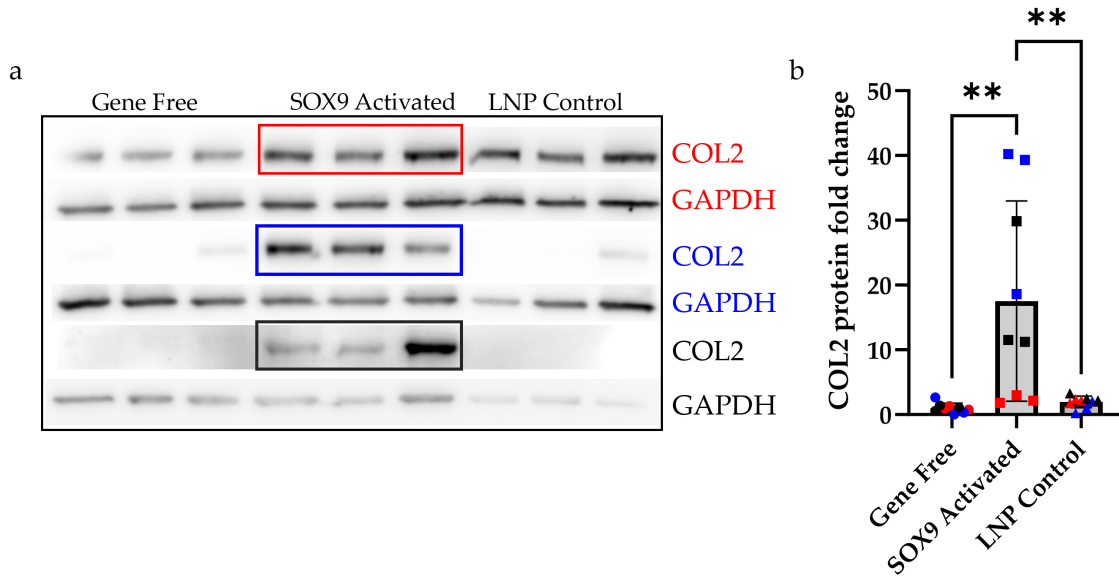 a
Gene Free SOX9 Activated LNP Control
COL2
GAPDH
COL2
GAPDH
COL2
GAPDH
b
**
**
COL2 protein fold change
50
40
30
20
10
0
Gene Free
SOX9 Activated
LNP Control